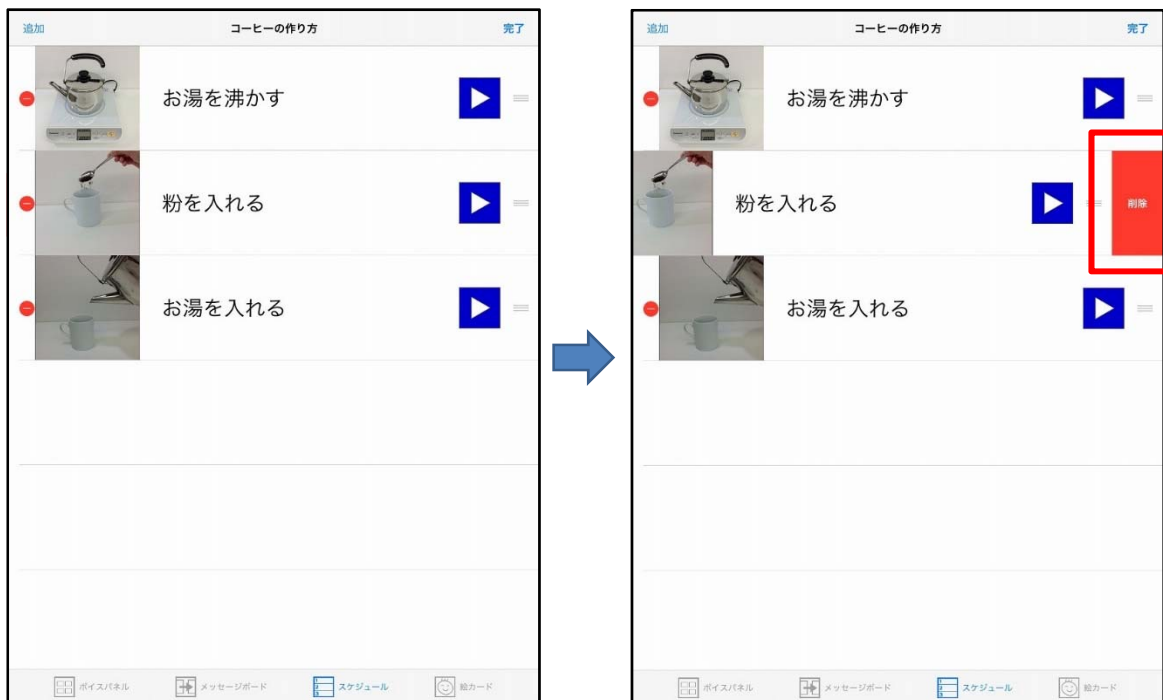 追加 コーヒーの作り方 完了
お湯を沸かす
粉を入れる
お湯を入れる
ボイスパネル メッセージボード スケジュール 絵カード
追加 コーヒーの作り方 完了
お湯を沸かす
粉を入れる 削除
お湯を入れる
ボイスパネル メッセージボード スケジュール 絵カード